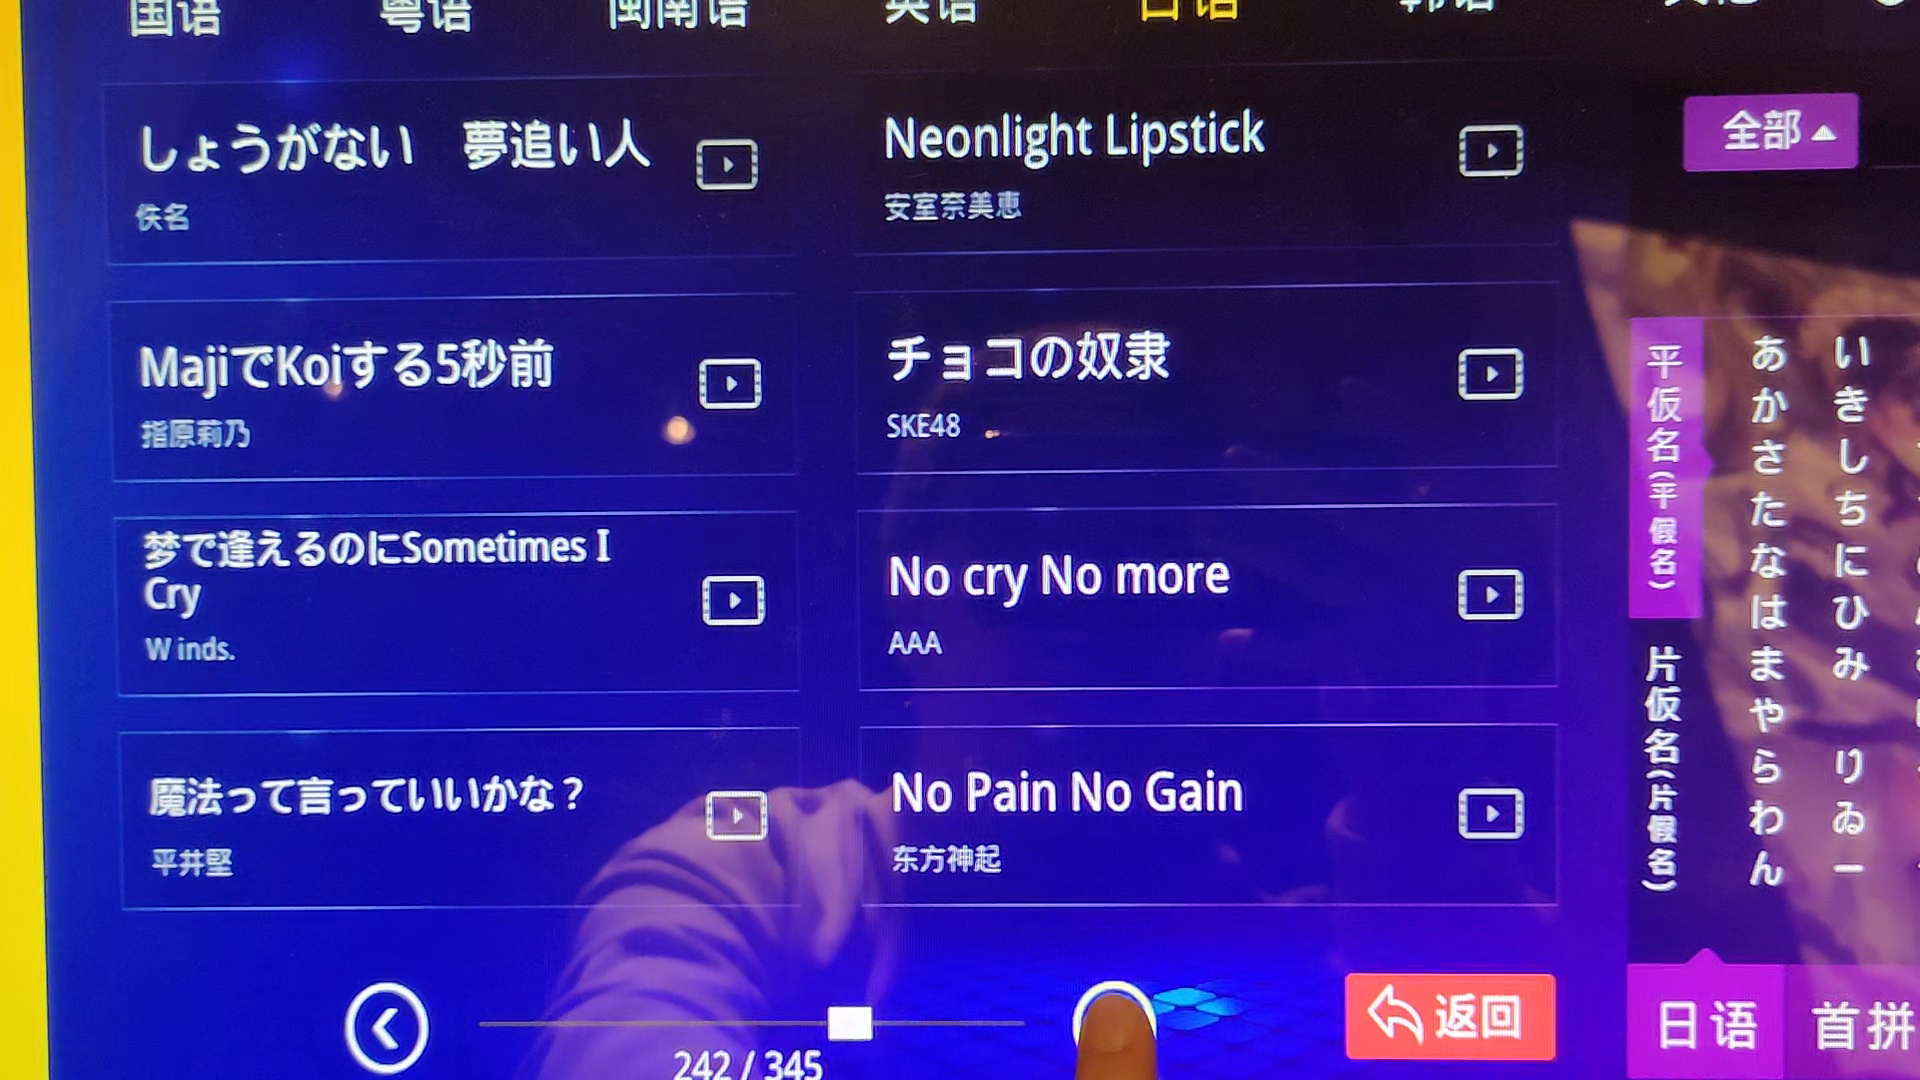 国语 粤语 闽南语 英语 日语 韩语 其他
しょうがない　夢追い人
佚名
Neonlight Lipstick
安室奈美恵
全部
MajiでKoiする5秒前
指原莉乃
チョコの奴隶
SKE48
梦で逢えるのにSometimes I
Cry
W inds.
No cry No more
AAA
魔法って言っていいかな？
平井堅
No Pain No Gain
东方神起
平仮名(平假名)
片仮名(片假名)
あかさたなはまやらわん
いきしちにひみ りゐー
242 / 345
返回
日语
首拼